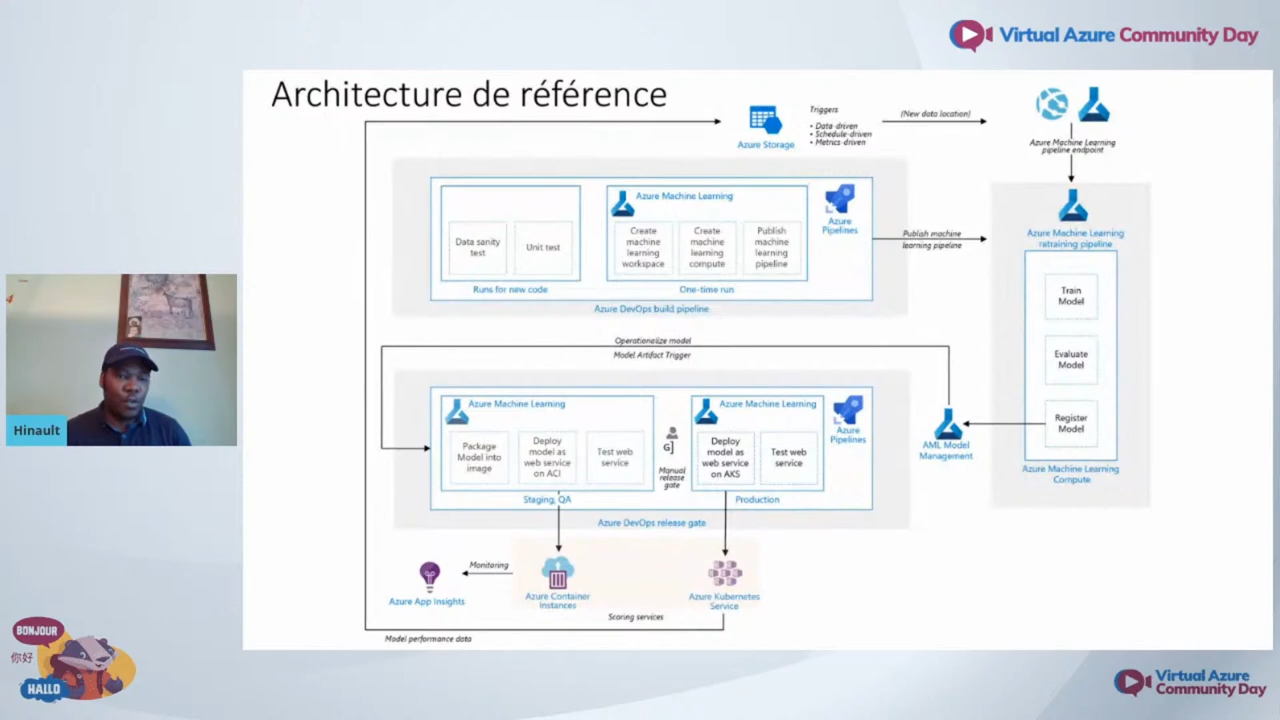 Virtual Azure Community Day
Architecture de référence
Azure Storage
Triggers
• Data-driven
• Schedule-driven
• Metrics-driven
(New data location)
Azure Machine Learning
pipeline endpoint
Data sanity
test
Unit test
Runs for new code
Azure Machine Learning
Create
machine
learning
workspace
Create
machine
learning
compute
Publish
machine
learning
pipeline
One-time run
Azure
Pipelines
Azure DevOps build pipeline
Publish machine
learning pipeline
Azure Machine Learning
retraining pipeline
Train
Model
Evaluate
Model
Register
Model
Azure Machine Learning
Compute
Operationalize model
Model Artifact Trigger
AML Model
Management
Azure Machine Learning
Package
Model into
image
Deploy
model as
web service
on ACI
Test web
service
Staging, QA
G]
Manual
release
gate
Azure Machine Learning
Deploy
model as
web service
on AKS
Test web
service
Production
Azure
Pipelines
Azure DevOps release gate
Monitoring
Azure App Insights
Azure Container
Instances
Azure Kubernetes
Service
Scoring services
Model performance data
Hinault
BONJOUR
你好
HALLO
Virtual Azure
Community Day